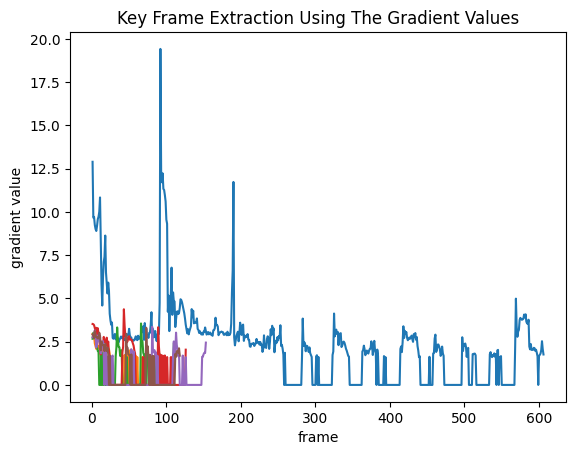 Key Frame Extraction Using The Gradient Values
20.0
17.5
15.0
12.5
10.0
7.5
5.0
2.5
0.0
gradient value
0 100 200 300 400 500 600
frame